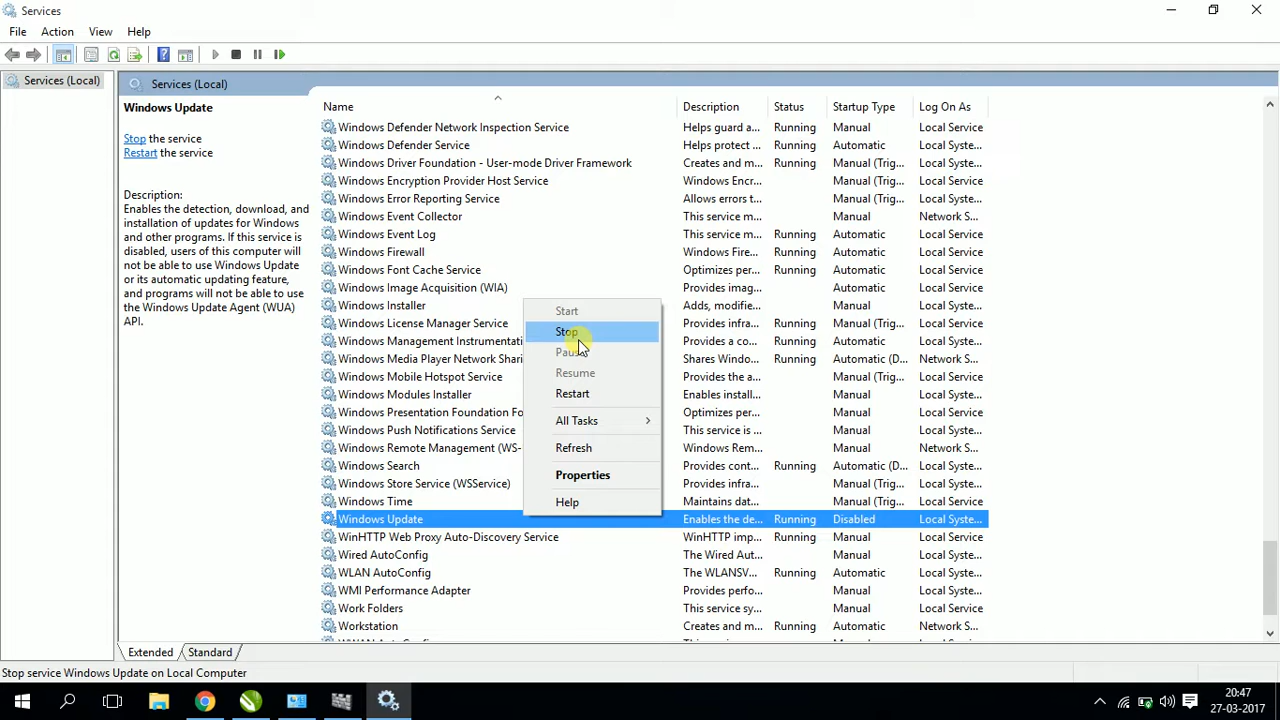 Services
File Action View Help
Services (Local)
Services (Local)
Windows Update
Stop the service
Restart the service
Description:
Enables the detection, download, and
installation of updates for Windows
and other programs. If this service is
disabled, users of this computer will
not be able to use Windows Update
or its automatic updating feature,
and programs will not be able to use
the Windows Update Agent (WUA)
API.
Name Description Status Startup Type Log On As
Windows Defender Network Inspection Service Helps guard a... Running Manual Local Service
Windows Defender Service Helps protect ... Running Automatic Local Syste...
Windows Driver Foundation - User-mode Driver Framework Creates and m... Running Manual (Trig... Local Syste...
Windows Encryption Provider Host Service Windows Encr... Manual (Trig... Local Service
Windows Error Reporting Service Allows errors t... Manual (Trig... Local Syste...
Windows Event Collector This service m... Manual Network S...
Windows Event Log This service m... Running Automatic Local Service
Windows Firewall Windows Fire... Running Automatic Local Service
Windows Font Cache Service Optimizes per... Running Automatic Local Service
Windows Image Acquisition (WIA) Provides imag... Running Automatic Local Service
Windows Installer Adds, modifie... Manual Local Syste...
Windows License Manager Service Provides infra... Running Manual (Trig... Local Service
Windows Management Instrumentati Provides a co... Running Automatic Local Syste...
Windows Media Player Network Shari Shares Windo... Running Automatic Network S...
Windows Mobile Hotspot Service Provides the a... Manual (Trig... Local Service
Windows Modules Installer Enables install... Manual Local Syste...
Windows Presentation Foundation Fo Optimizes per... Manual Local Service
Windows Push Notifications Service This service is ... Running Automatic Local Syste...
Windows Remote Management (WS- Windows Rem... Manual Network S...
Windows Search Provides cont... Running Automatic (D... Local Syste...
Windows Store Service (WSService) Provides infra... Manual (Trig... Local Syste...
Windows Time Maintains dat... Manual (Trig... Local Service
Windows Update Enables the de... Running Disabled Local Syste...
WinHTTP Web Proxy Auto-Discovery Service WinHTTP imp... Running Manual Local Service
Wired AutoConfig The Wired Aut... Manual Local Syste...
WLAN AutoConfig The WLANSV... Running Automatic Local Syste...
WMI Performance Adapter Provides perfo... Manual Local Syste...
Work Folders This service sy... Manual Local Service
Workstation Creates and m... Running Automatic Network S...
Start
Stop
Resume
Restart
All Tasks
Refresh
Properties
Help
Extended Standard
Stop service Windows Update on Local Computer
20:47
27-03-2017